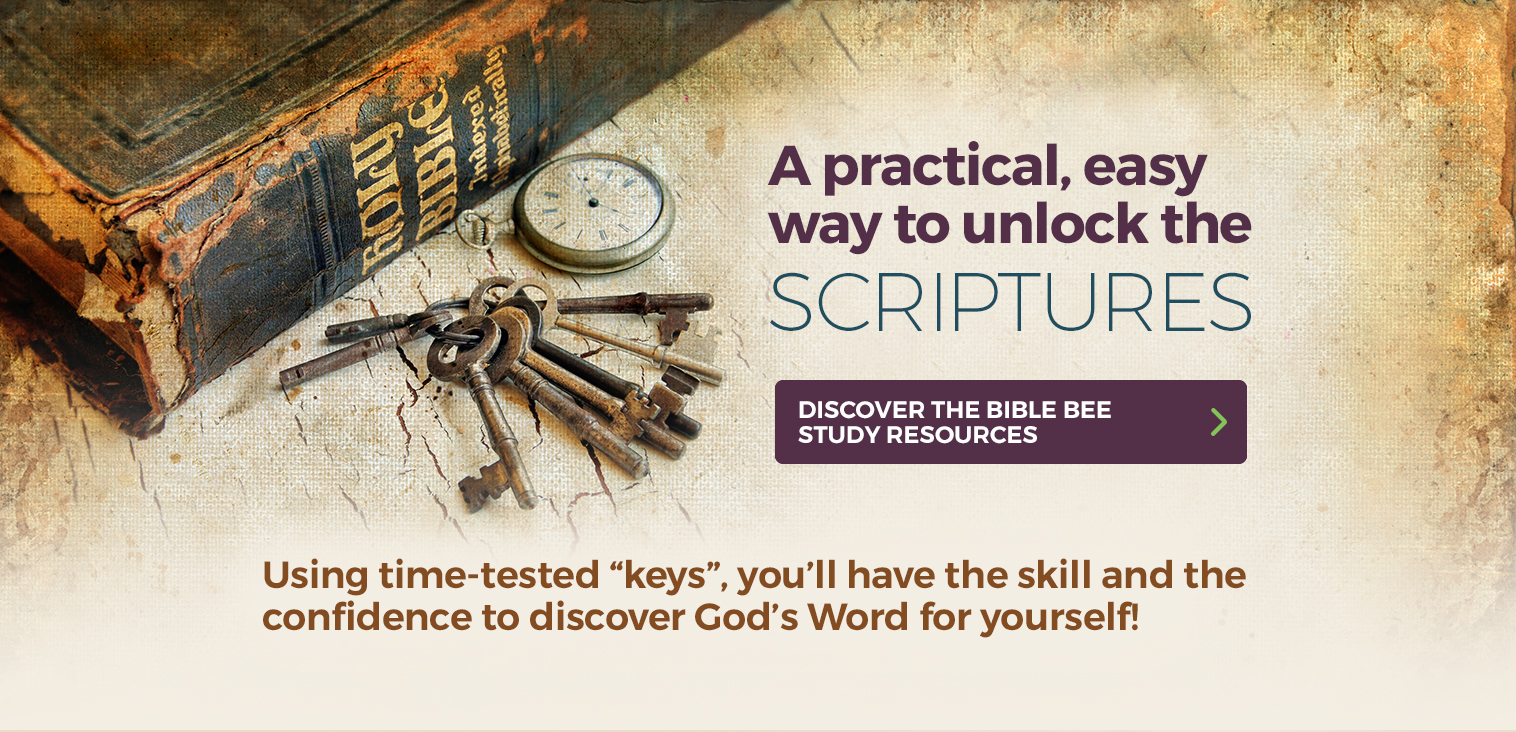 HOLY
BIBLE
Indexed
Alphabetically
A practical, easy
way to unlock the
SCRIPTURES
DISCOVER THE BIBLE BEE
STUDY RESOURCES
Using time-tested “keys”, you’ll have the skill and the
confidence to discover God’s Word for yourself!